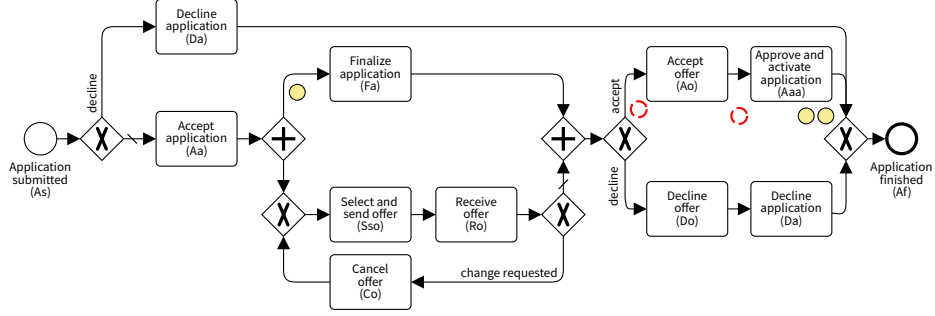 Decline
application
(Da)
decline
Application
submitted
(As)
Accept
application
(Aa)
Finalize
application
(Fa)
Select and
send offer
(Sso)
Receive
offer
(Ro)
Cancel
offer
(Co)
change requested
accept
decline
Accept
offer
(Ao)
Approve and
activate
application
(Aaa)
Decline
offer
(Do)
Decline
application
(Da)
Application
finished
(Af)